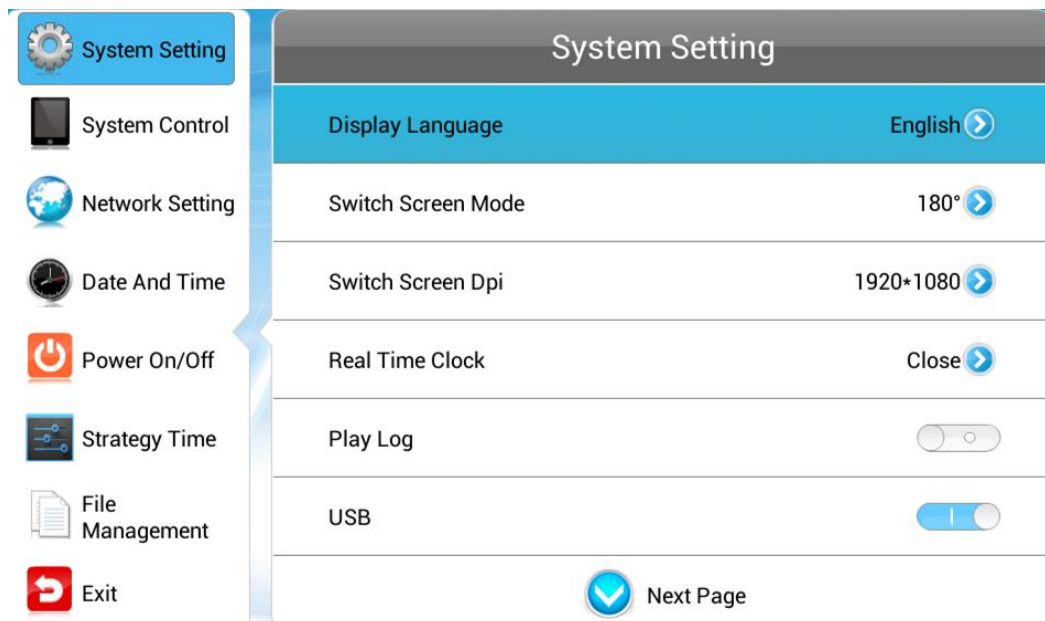 System Setting
System Control
Network Setting
Date And Time
Power On/Off
Strategy Time
File
Management
Exit
System Setting
Display Language English
Switch Screen Mode 180°
Switch Screen Dpi 1920*1080
Real Time Clock Close
Play Log
USB
Next Page